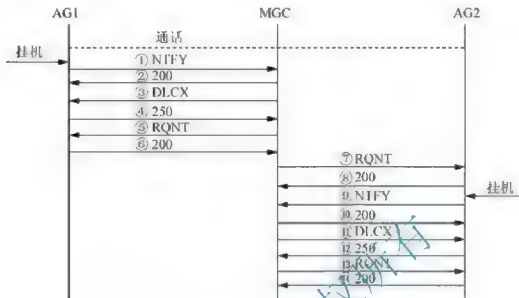 AG1 MGC AG2
通话
挂机
① NTFY
② 200
③ DLCX
④ 250
⑤ RQNT
⑥ 200
⑦ RQNT
⑧ 200
挂机
⑨ NTFY
⑩ 200
⑪ DLCX
⑫ 250
⑬ RQNT
⑭ 200